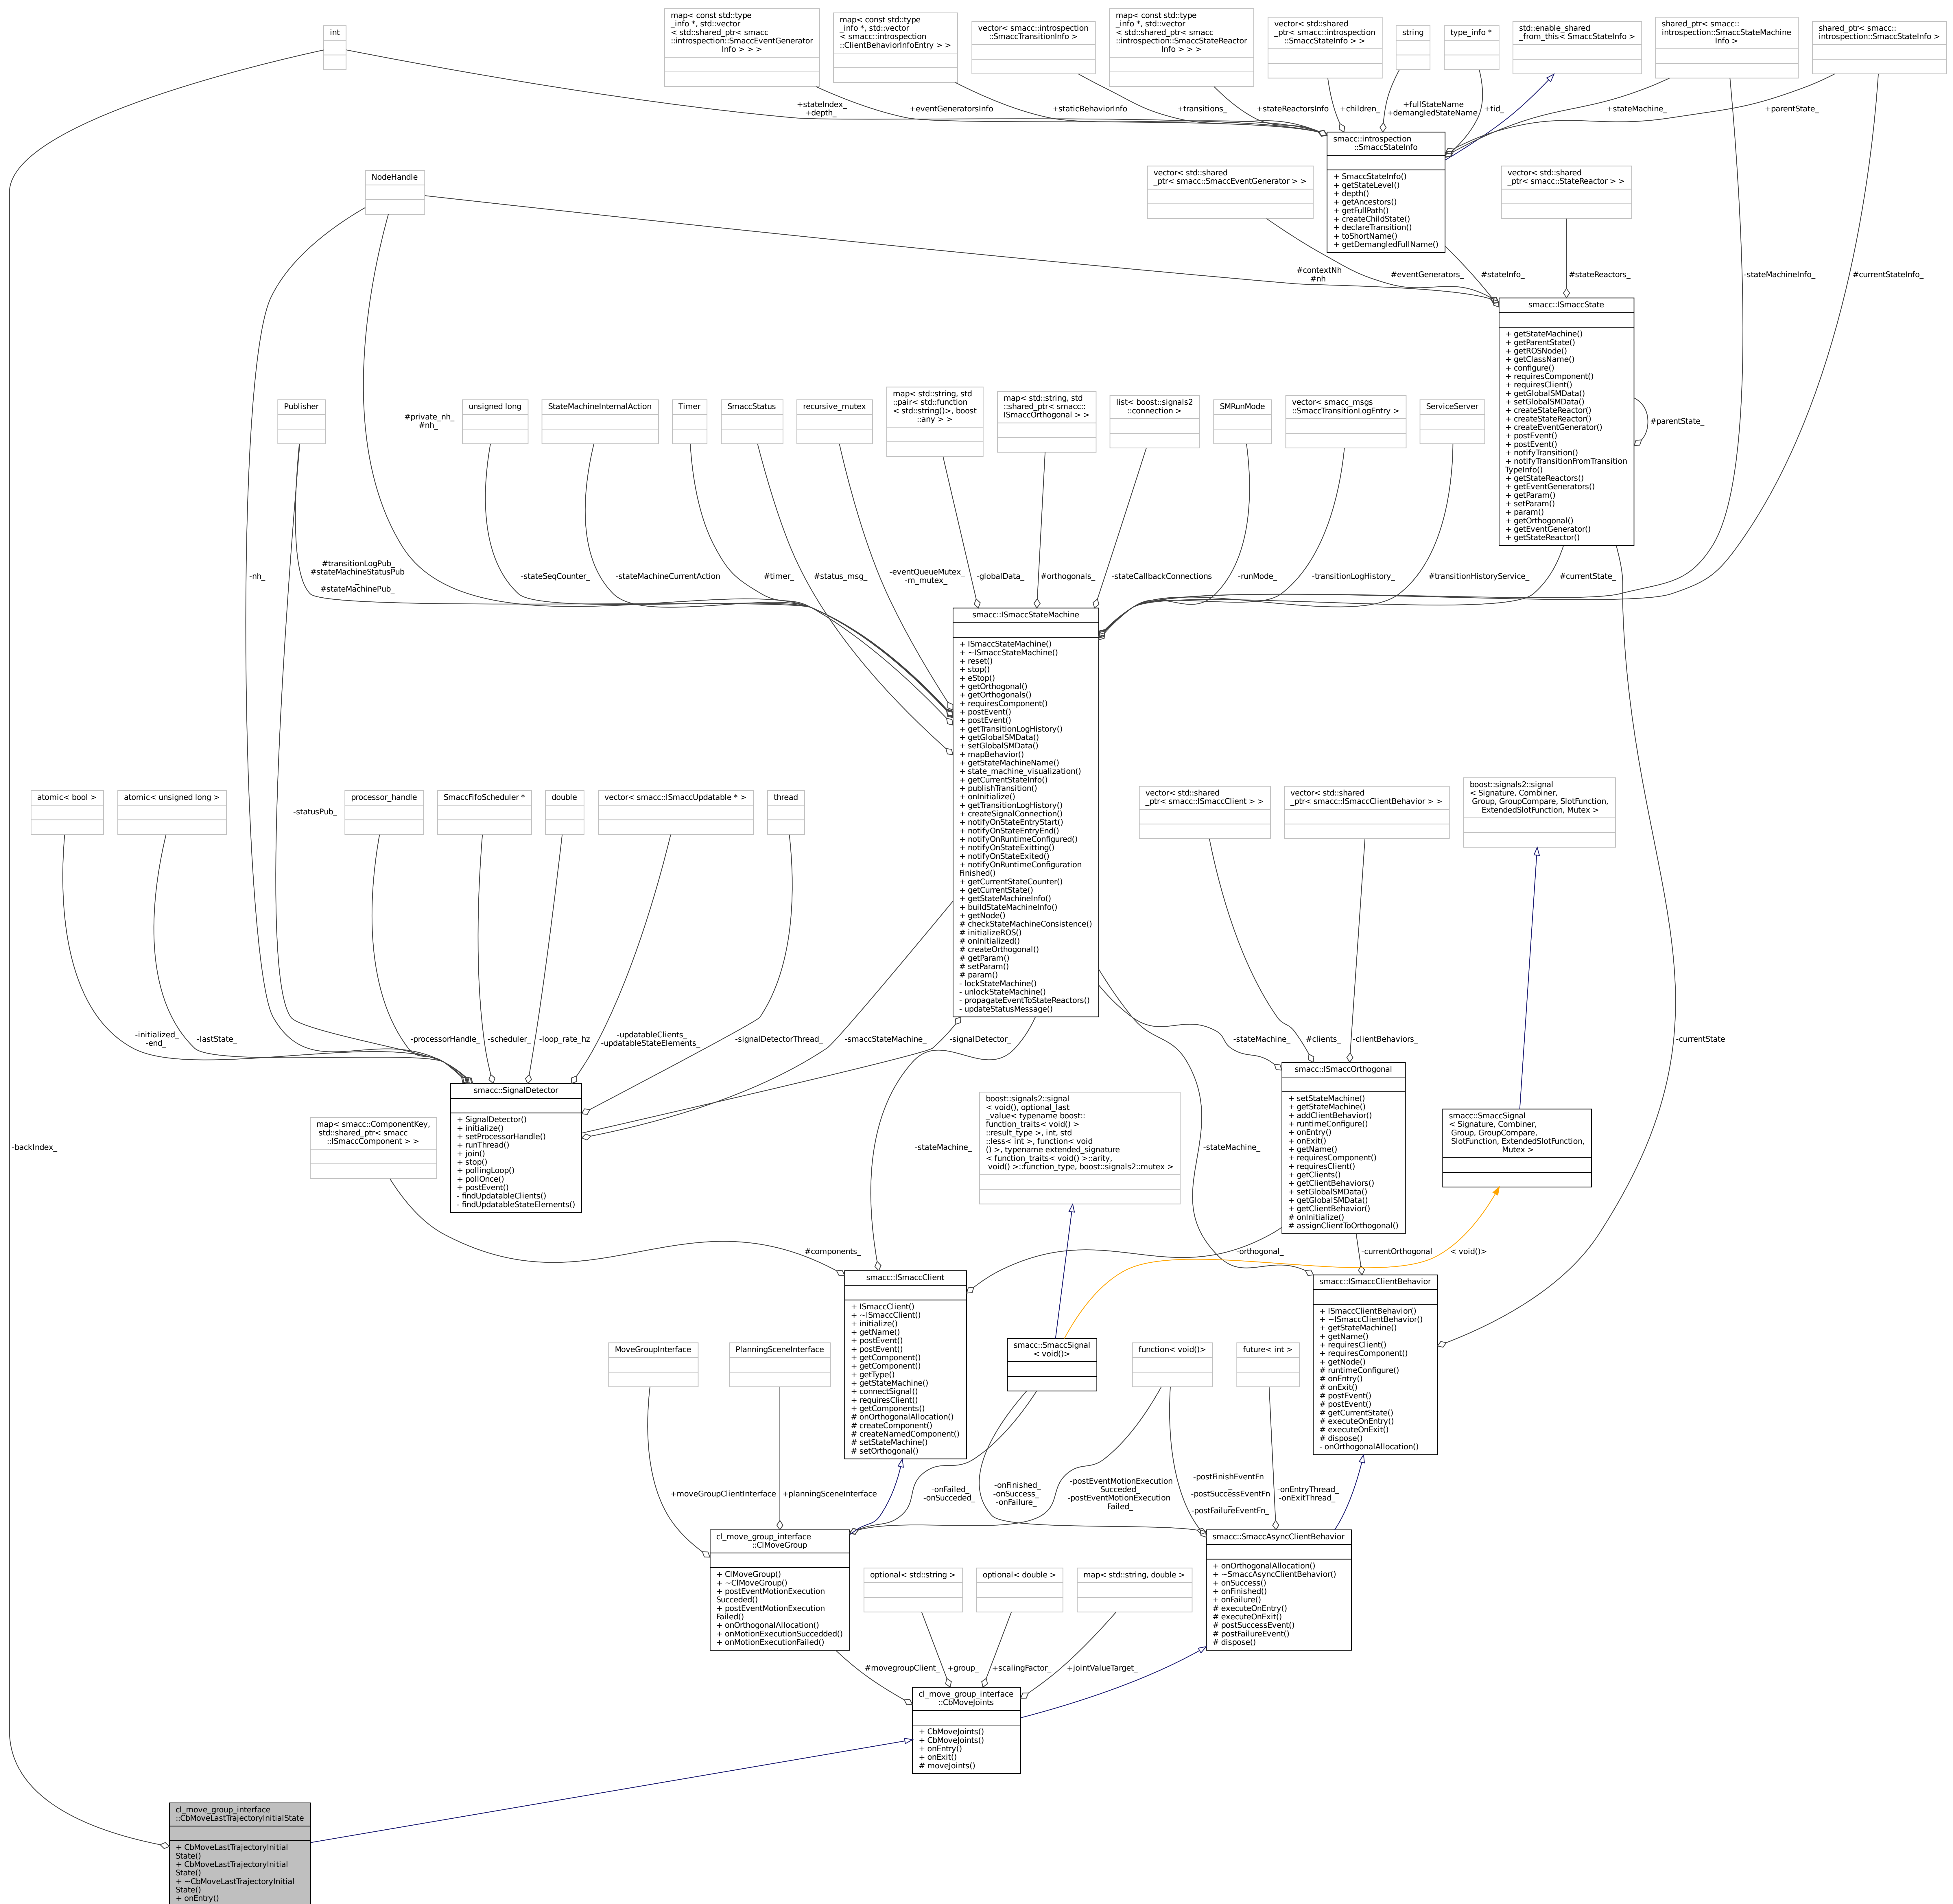 int
map< const std::type
_info *, std::vector
< std::shared_ptr< smacc
::introspection::SmaccEventGenerator
Info > > >
map< const std::type
_info *, std::vector
< smacc::introspection
::ClientBehaviorInfoEntry > >
vector< smacc::introspection
::SmaccTransitionInfo >
map< const std::type
_info *, std::vector
< std::shared_ptr< smacc
::introspection::SmaccStateReactor
Info > > >
vector< std::shared
_ptr< smacc::introspection
::SmaccStateInfo > >
string
type_info *
std::enable_shared
_from_this< SmaccStateInfo >
shared_ptr< smacc::
introspection::SmaccStateMachine
Info >
shared_ptr< smacc::
introspection::SmaccStateInfo >
+stateIndex_
+depth_
+eventGeneratorsInfo
+staticBehaviorInfo
+transitions_
+stateReactorsInfo
+children_
+fullStateName
+demangledStateName
+tid_
+stateMachine_
+parentState_
smacc::introspection
::SmaccStateInfo
+ SmaccStateInfo()
+ getStateLevel()
+ depth()
+ getAncestors()
+ getFullPath()
+ createChildState()
+ declareTransition()
+ toShortName()
+ getDemangledFullName()
NodeHandle
vector< std::shared
_ptr< smacc::SmaccEventGenerator > >
vector< std::shared
_ptr< smacc::StateReactor > >
#contextNh
#nh
#eventGenerators_
#stateInfo_
#stateReactors_
-stateMachineInfo_
#currentStateInfo_
smacc::ISmaccState
+ getStateMachine()
+ getParentState()
+ getROSNode()
+ getClassName()
+ configure()
+ requiresComponent()
+ requiresClient()
+ getGlobalSMData()
+ setGlobalSMData()
+ createStateReactor()
+ createStateReactor()
+ createEventGenerator()
+ postEvent()
+ postEvent()
+ notifyTransition()
+ notifyTransitionFromTransition
TypeInfo()
+ getStateReactors()
+ getEventGenerators()
+ getParam()
+ setParam()
+ param()
+ getOrthogonal()
+ getEventGenerator()
+ getStateReactor()
#parentState_
Publisher
#private_nh_
#nh_
unsigned long
StateMachineInternalAction
Timer
SmaccStatus
recursive_mutex
map< std::string, std
::pair< std::function
< std::string()>, boost
::any > >
map< std::string, std
::shared_ptr< smacc::
ISmaccOrthogonal > >
list< boost::signals2
::connection >
SMRunMode
vector< smacc_msgs
::SmaccTransitionLogEntry >
ServiceServer
-nh_
#transitionLogPub_
#stateMachineStatusPub
_
#stateMachinePub_
-stateSeqCounter_
-stateMachineCurrentAction
#timer_
#status_msg_
-eventQueueMutex_
-m_mutex_
-globalData_
#orthogonals_
-stateCallbackConnections
-runMode_
-transitionLogHistory_
#transitionHistoryService_
#currentState_
smacc::ISmaccStateMachine
+ ISmaccStateMachine()
+ ~ISmaccStateMachine()
+ reset()
+ stop()
+ eStop()
+ getOrthogonal()
+ getOrthogonals()
+ requiresComponent()
+ postEvent()
+ postEvent()
+ getTransitionLogHistory()
+ getGlobalSMData()
+ setGlobalSMData()
+ mapBehavior()
+ getStateMachineName()
+ state_machine_visualization()
+ getCurrentStateInfo()
+ publishTransition()
+ onInitialize()
+ getTransitionLogHistory()
+ createSignalConnection()
+ notifyOnStateEntryStart()
+ notifyOnStateEntryEnd()
+ notifyOnRuntimeConfigured()
+ notifyOnStateExitting()
+ notifyOnStateExited()
+ notifyOnRuntimeConfiguration
Finished()
+ getCurrentStateCounter()
+ getCurrentState()
+ getStateMachineInfo()
+ buildStateMachineInfo()
+ getNode()
# checkStateMachineConsistence()
# initializeROS()
# onInitialized()
# createOrthogonal()
# getParam()
# setParam()
# param()
- lockStateMachine()
- unlockStateMachine()
- propagateEventToStateReactors()
- updateStatusMessage()
atomic< bool >
atomic< unsigned long >
-statusPub_
processor_handle
SmaccFifoScheduler *
double
vector< smacc::ISmaccUpdatable * >
thread
vector< std::shared
_ptr< smacc::ISmaccClient > >
vector< std::shared
_ptr< smacc::ISmaccClientBehavior > >
boost::signals2::signal
< Signature, Combiner,
Group, GroupCompare, SlotFunction,
ExtendedSlotFunction, Mutex >
-initialized_
-end_
-lastState_
-processorHandle_
-scheduler_
-loop_rate_hz
-updatableClients_
-updatableStateElements_
-signalDetectorThread_
-smaccStateMachine_
-signalDetector_
-stateMachine_
#clients_
-clientBehaviors_
-currentState
smacc::SignalDetector
+ SignalDetector()
+ initialize()
+ setProcessorHandle()
+ runThread()
+ join()
+ stop()
+ pollingLoop()
+ pollOnce()
+ postEvent()
- findUpdatableClients()
- findUpdatableStateElements()
smacc::ISmaccOrthogonal
+ setStateMachine()
+ getStateMachine()
+ addClientBehavior()
+ runtimeConfigure()
+ onEntry()
+ onExit()
+ getName()
+ requiresComponent()
+ requiresClient()
+ getClients()
+ getClientBehaviors()
+ setGlobalSMData()
+ getGlobalSMData()
+ getClientBehavior()
# onInitialize()
# assignClientToOrthogonal()
map< smacc::ComponentKey,
std::shared_ptr< smacc
::ISmaccComponent > >
boost::signals2::signal
< void(), optional_last
_value< typename boost::
function_traits< void() >
::result_type >, int, std
::less< int >, function< void
() >, typename extended_signature
< function_traits< void() >::arity,
void() >::function_type, boost::signals2::mutex >
smacc::SmaccSignal
< Signature, Combiner,
Group, GroupCompare,
SlotFunction, ExtendedSlotFunction,
Mutex >
-backIndex_
-stateMachine_
-stateMachine_
#components_
-orthogonal_
-currentOrthogonal
< void()>
smacc::ISmaccClient
+ ISmaccClient()
+ ~ISmaccClient()
+ initialize()
+ getName()
+ postEvent()
+ postEvent()
+ getComponent()
+ getComponent()
+ getType()
+ getStateMachine()
+ connectSignal()
+ requiresClient()
+ getComponents()
# onOrthogonalAllocation()
# createComponent()
# createNamedComponent()
# setStateMachine()
# setOrthogonal()
smacc::ISmaccClientBehavior
+ ISmaccClientBehavior()
+ ~ISmaccClientBehavior()
+ getStateMachine()
+ getName()
+ requiresClient()
+ requiresComponent()
+ getNode()
# runtimeConfigure()
# onEntry()
# onExit()
# postEvent()
# postEvent()
# getCurrentState()
# executeOnEntry()
# executeOnExit()
# dispose()
- onOrthogonalAllocation()
MoveGroupInterface
PlanningSceneInterface
smacc::SmaccSignal
< void()>
function< void()>
future< int >
+moveGroupClientInterface
+planningSceneInterface
-onFailed_
-onSucceded_
-onFinished_
-onSuccess_
-onFailure_
-postEventMotionExecution
Succeded_
-postEventMotionExecution
Failed_
-postFinishEventFn
_
-postSuccessEventFn
_
-postFailureEventFn_
-onEntryThread_
-onExitThread_
cl_move_group_interface
::ClMoveGroup
+ ClMoveGroup()
+ ~ClMoveGroup()
+ postEventMotionExecution
Succeded()
+ postEventMotionExecution
Failed()
+ onOrthogonalAllocation()
+ onMotionExecutionSuccedded()
+ onMotionExecutionFailed()
optional< std::string >
optional< double >
map< std::string, double >
smacc::SmaccAsyncClientBehavior
+ onOrthogonalAllocation()
+ ~SmaccAsyncClientBehavior()
+ onSuccess()
+ onFinished()
+ onFailure()
# executeOnEntry()
# executeOnExit()
# postSuccessEvent()
# postFailureEvent()
# dispose()
#movegroupClient_
+group_
+scalingFactor_
+jointValueTarget_
cl_move_group_interface
::CbMoveJoints
+ CbMoveJoints()
+ CbMoveJoints()
+ onEntry()
+ onExit()
# moveJoints()
cl_move_group_interface
::CbMoveLastTrajectoryInitialState
+ CbMoveLastTrajectoryInitial
State()
+ CbMoveLastTrajectoryInitial
State()
+ ~CbMoveLastTrajectoryInitial
State()
+ onEntry()